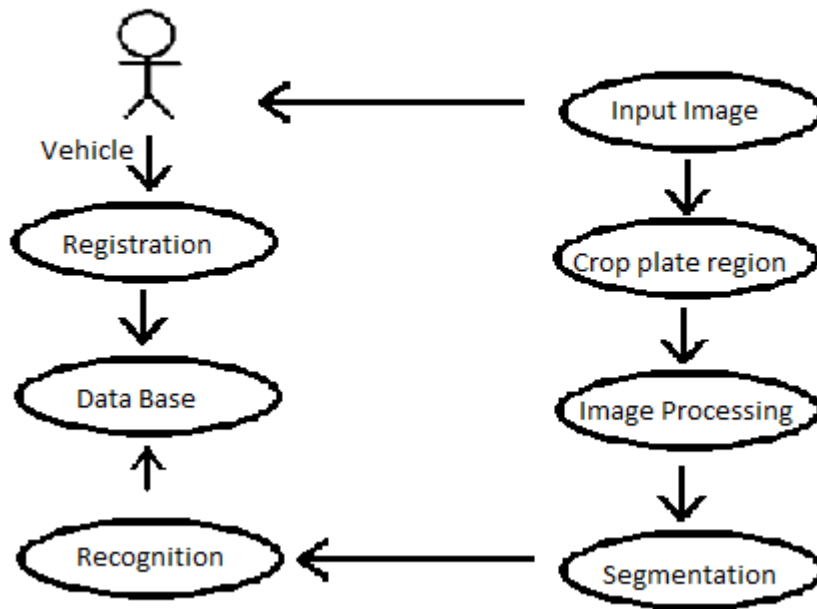 Input Image
Vehicle
Registration
Crop plate region
Data Base
Image Processing
Recognition
Segmentation